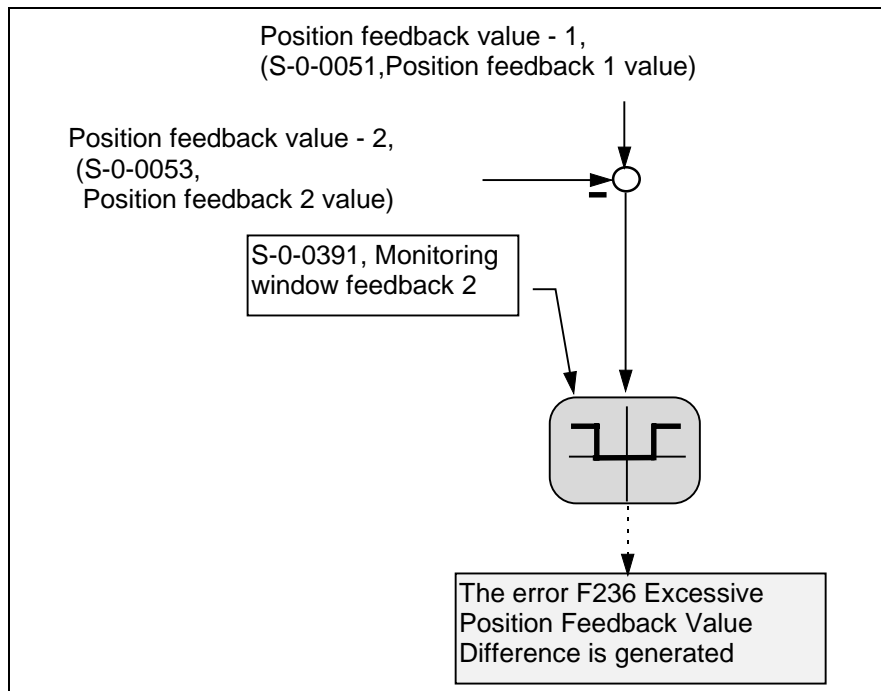 Position feedback value - 1,
(S-0-0051,Position feedback 1 value)
Position feedback value - 2,
(S-0-0053,
Position feedback 2 value)
S-0-0391, Monitoring
window feedback 2
The error F236 Excessive
Position Feedback Value
Difference is generated